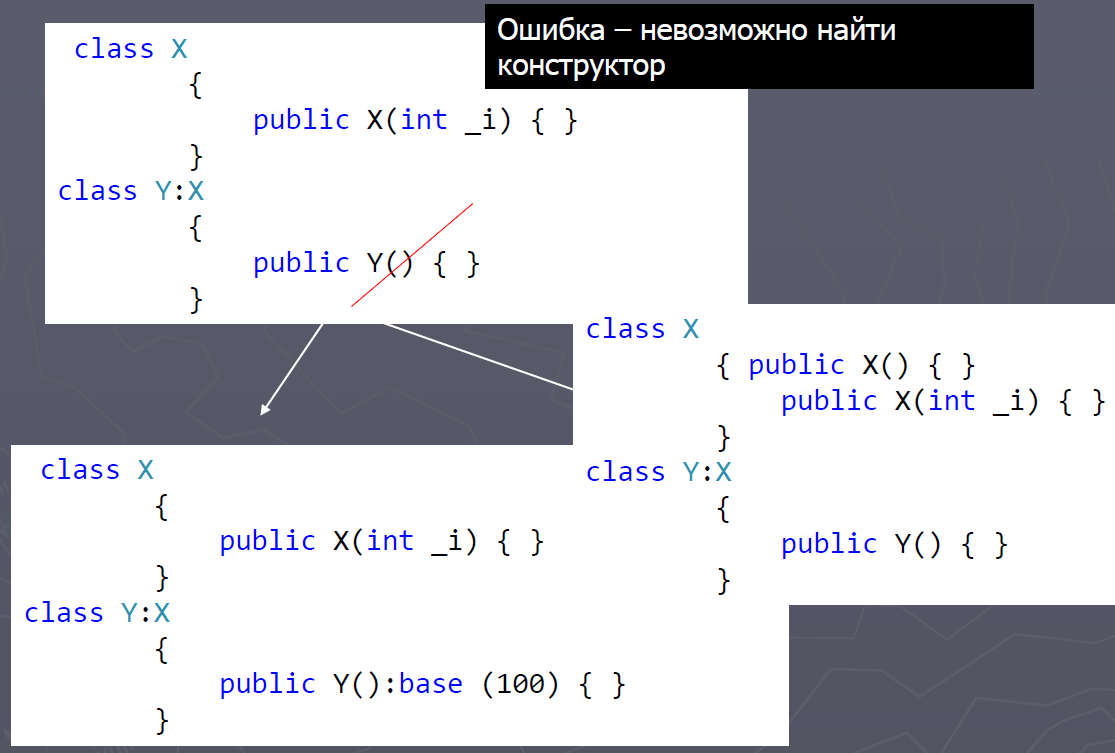 Ошибка – невозможно найти
конструктор
class X
{
public X(int _i) { }
}
class Y:X
{
public Y() { }
}
class X
{ public X() { }
public X(int _i) { }
}
class Y:X
{
public Y() { }
}
class X
{
public X(int _i) { }
}
class Y:X
{
public Y():base (100) { }
}